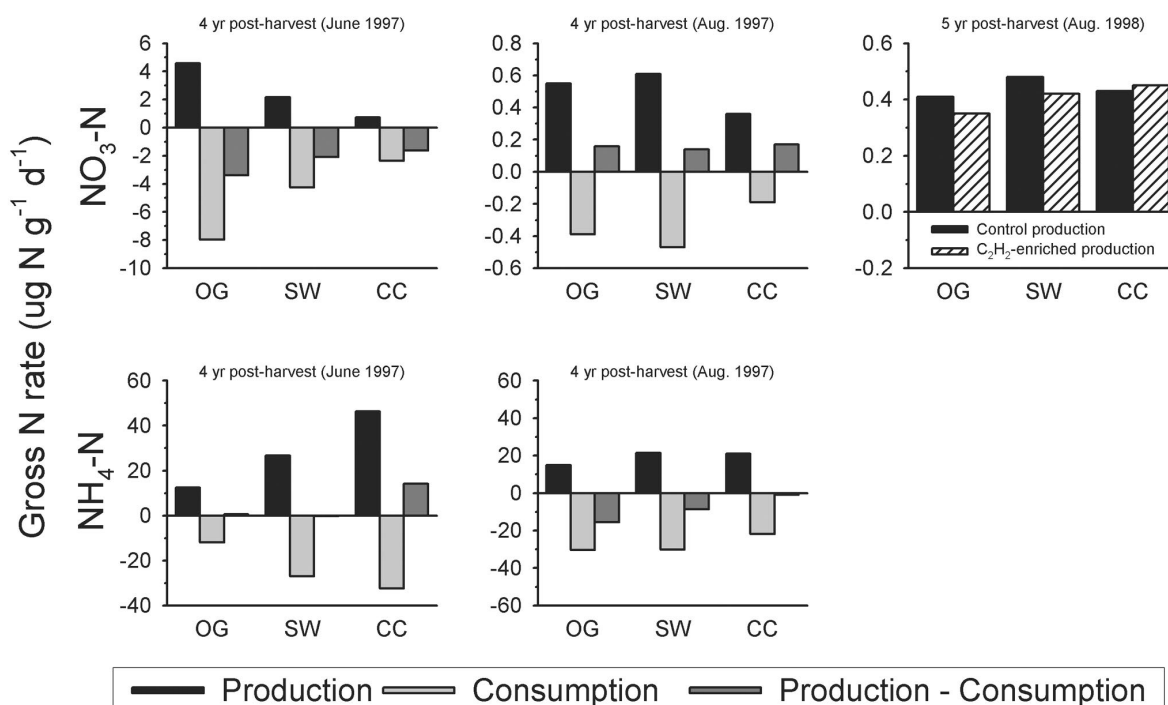 Gross N rate (ug N g⁻¹ d⁻¹)
NO₃-N
4 yr post-harvest (June 1997)
6
4
2
0
-2
-4
-6
-8
-10
OG SW CC
4 yr post-harvest (Aug. 1997)
0.8
0.6
0.4
0.2
0.0
-0.2
-0.4
-0.6
OG SW CC
5 yr post-harvest (Aug. 1998)
0.6
0.4
0.2
0.0
-0.2
Control production
C₂H₂-enriched production
OG SW CC
NH₄-N
4 yr post-harvest (June 1997)
60
40
20
0
-20
-40
OG SW CC
4 yr post-harvest (Aug. 1997)
60
40
20
0
-20
-40
-60
OG SW CC
Production Consumption Production - Consumption